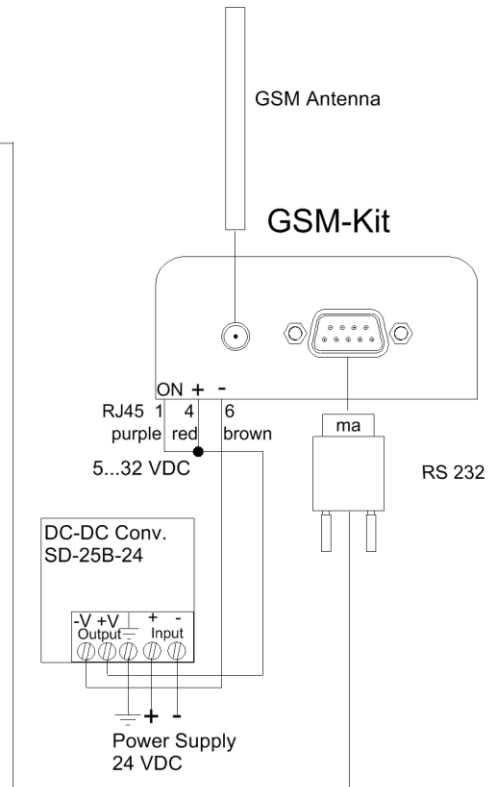 GSM Antenna
GSM-Kit
ON + -
RJ45 1 4 6
purple red brown
5...32 VDC
ma
RS 232
DC-DC Conv.
SD-25B-24
-V +V + -
Output Input
+ -
Power Supply
24 VDC